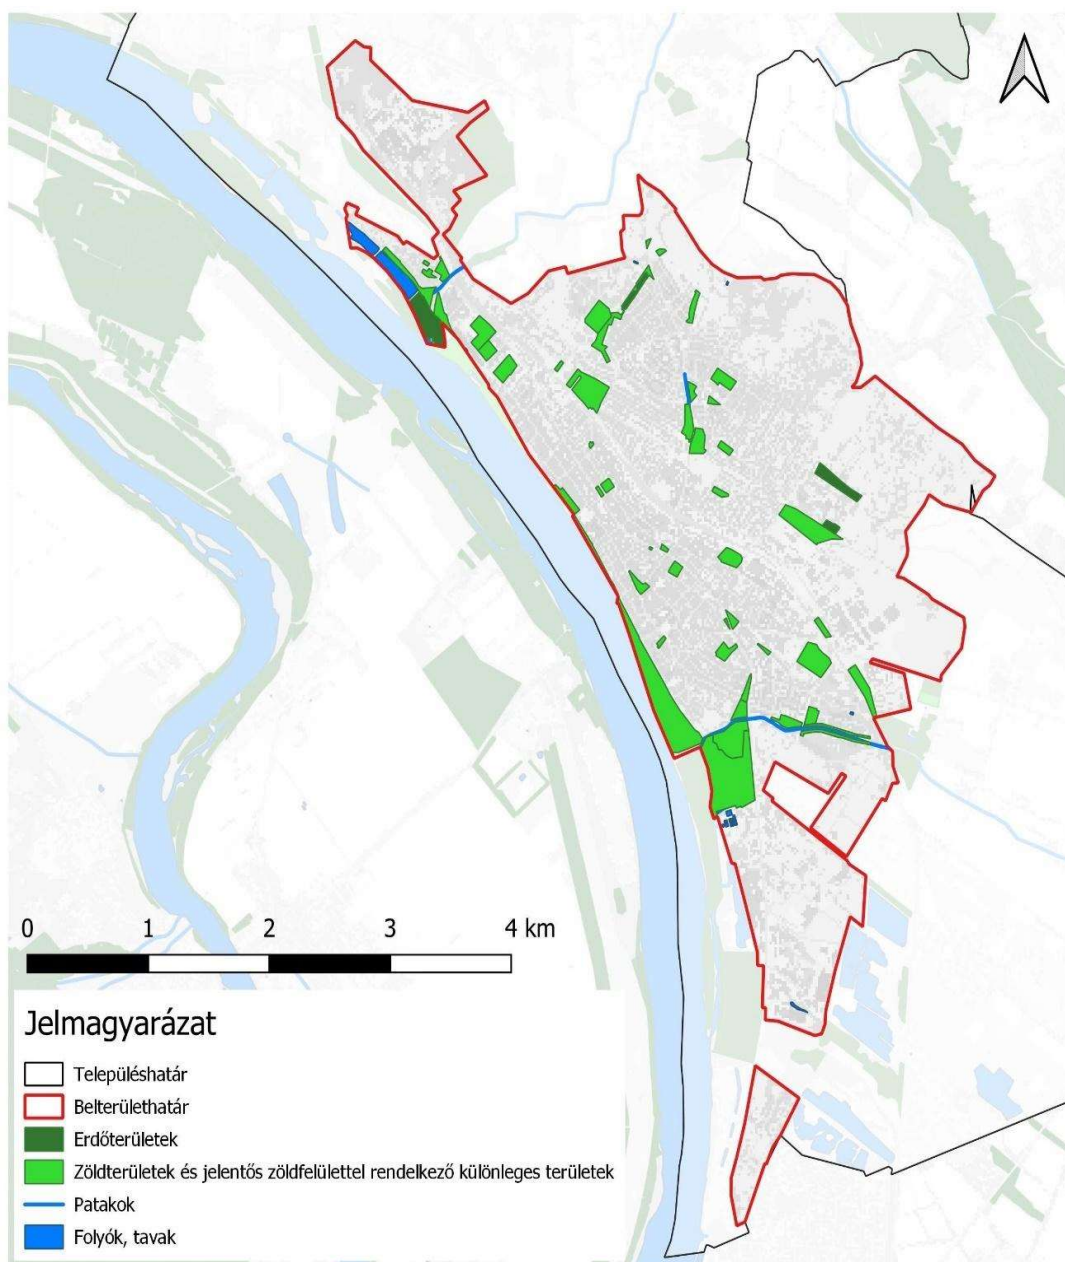 0 1 2 3 4 km
Jelmagyarázat
Településhatár
Belterülethatár
Erdőterületek
Zöldterületek és jelentős zöldfelülettel rendelkező különleges területek
Patakok
Folyók, tavak